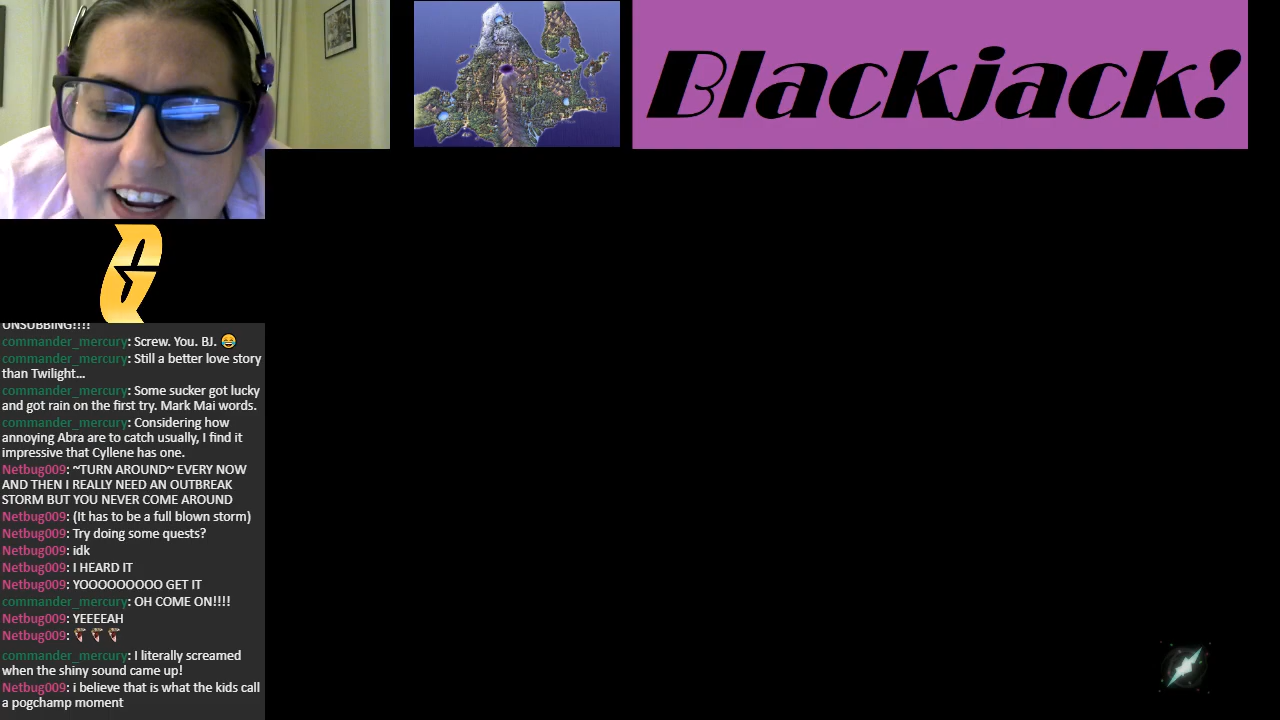 Blackjack!
UNSUBBING!!!!
commander_mercury: Screw. You. BJ. 😂
commander_mercury: Still a better love story
than Twilight...
commander_mercury: Some sucker got lucky
and got rain on the first try. Mark Mai words.
commander_mercury: Considering how
annoying Abra are to catch usually, I find it
impressive that Cyllene has one.
Netbug009: ~TURN AROUND~ EVERY NOW
AND THEN I REALLY NEED AN OUTBREAK
STORM BUT YOU NEVER COME AROUND
Netbug009: (It has to be a full blown storm)
Netbug009: Try doing some quests?
Netbug009: idk
Netbug009: I HEARD IT
Netbug009: YOOOOOOOOO GET IT
commander_mercury: OH COME ON!!!!
Netbug009: YEEEEAH
Netbug009:
commander_mercury: I literally screamed
when the shiny sound came up!
Netbug009: i believe that is what the kids call
a pogchamp moment